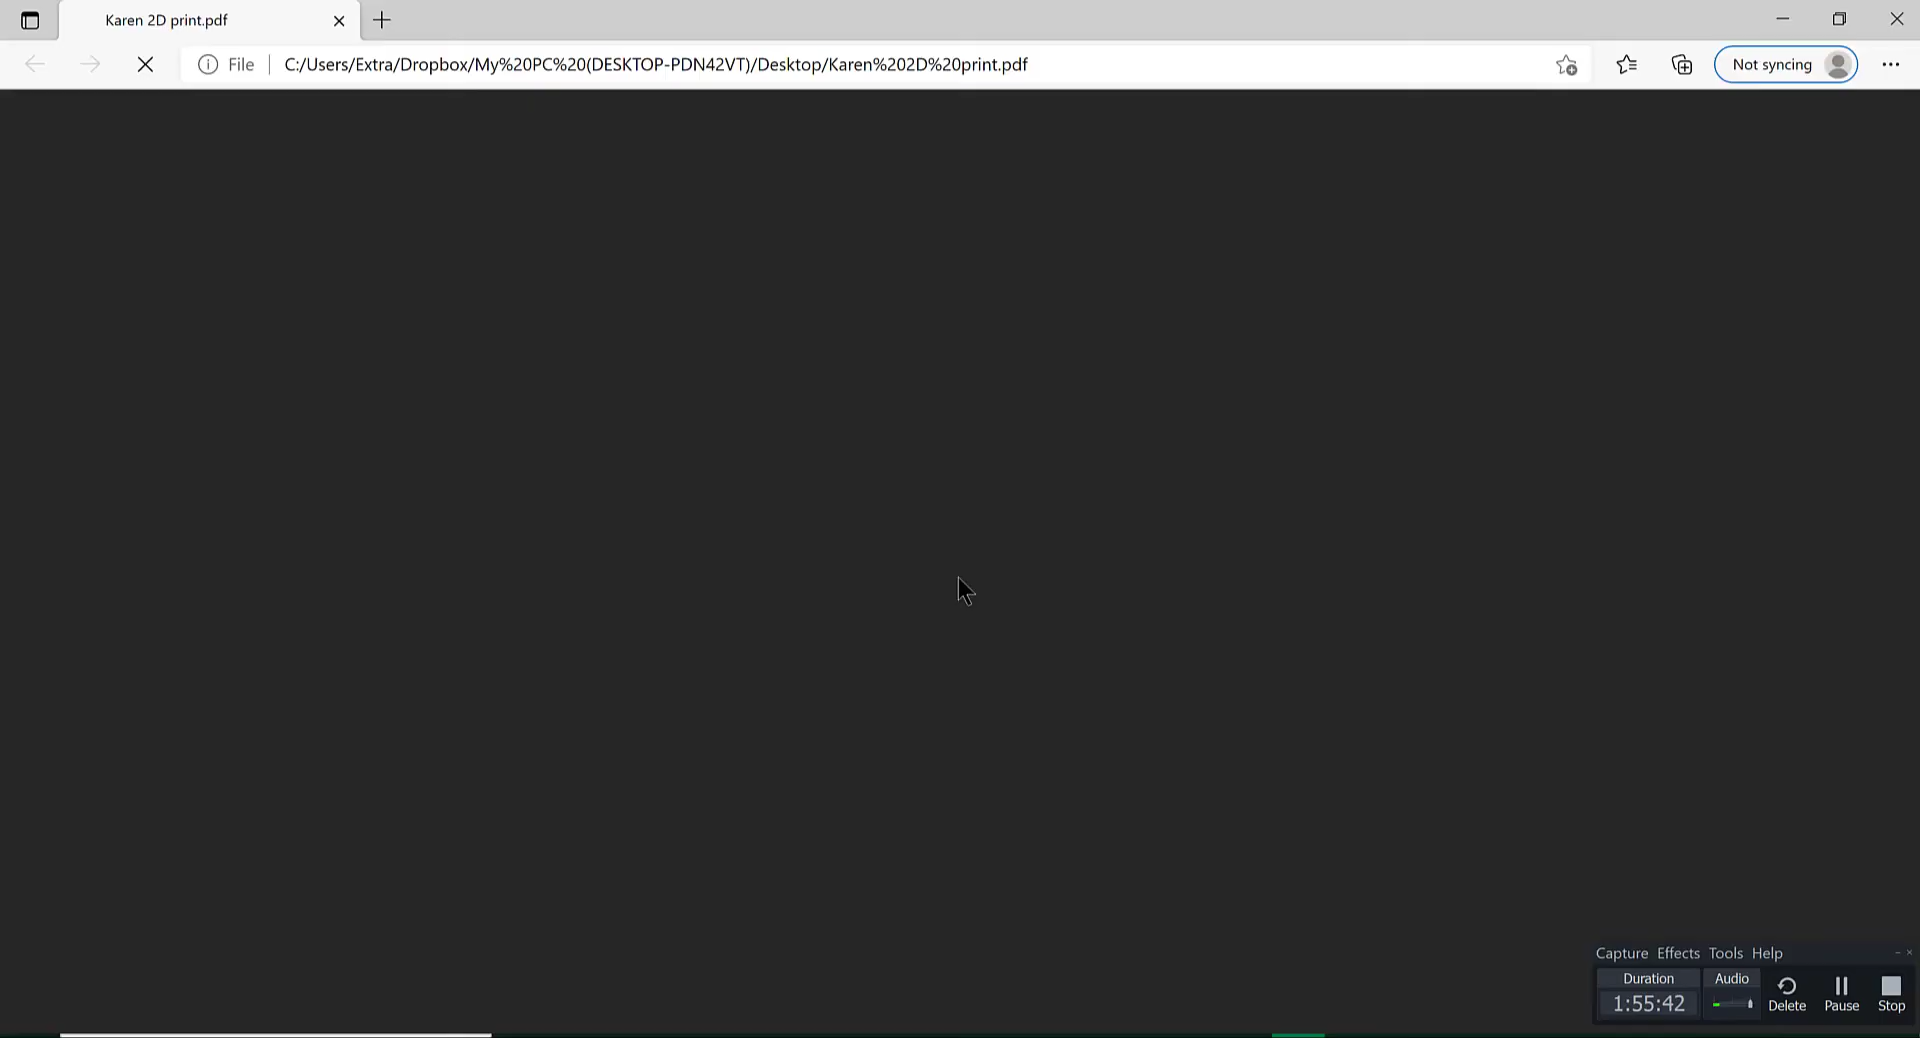 Karen 2D print.pdf
File
C:/Users/Extra/Dropbox/My%20PC%20(DESKTOP-PDN42VT)/Desktop/Karen%202D%20print.pdf
Not syncing
Capture Effects Tools Help
Duration Audio
1:55:42
Delete Pause Stop